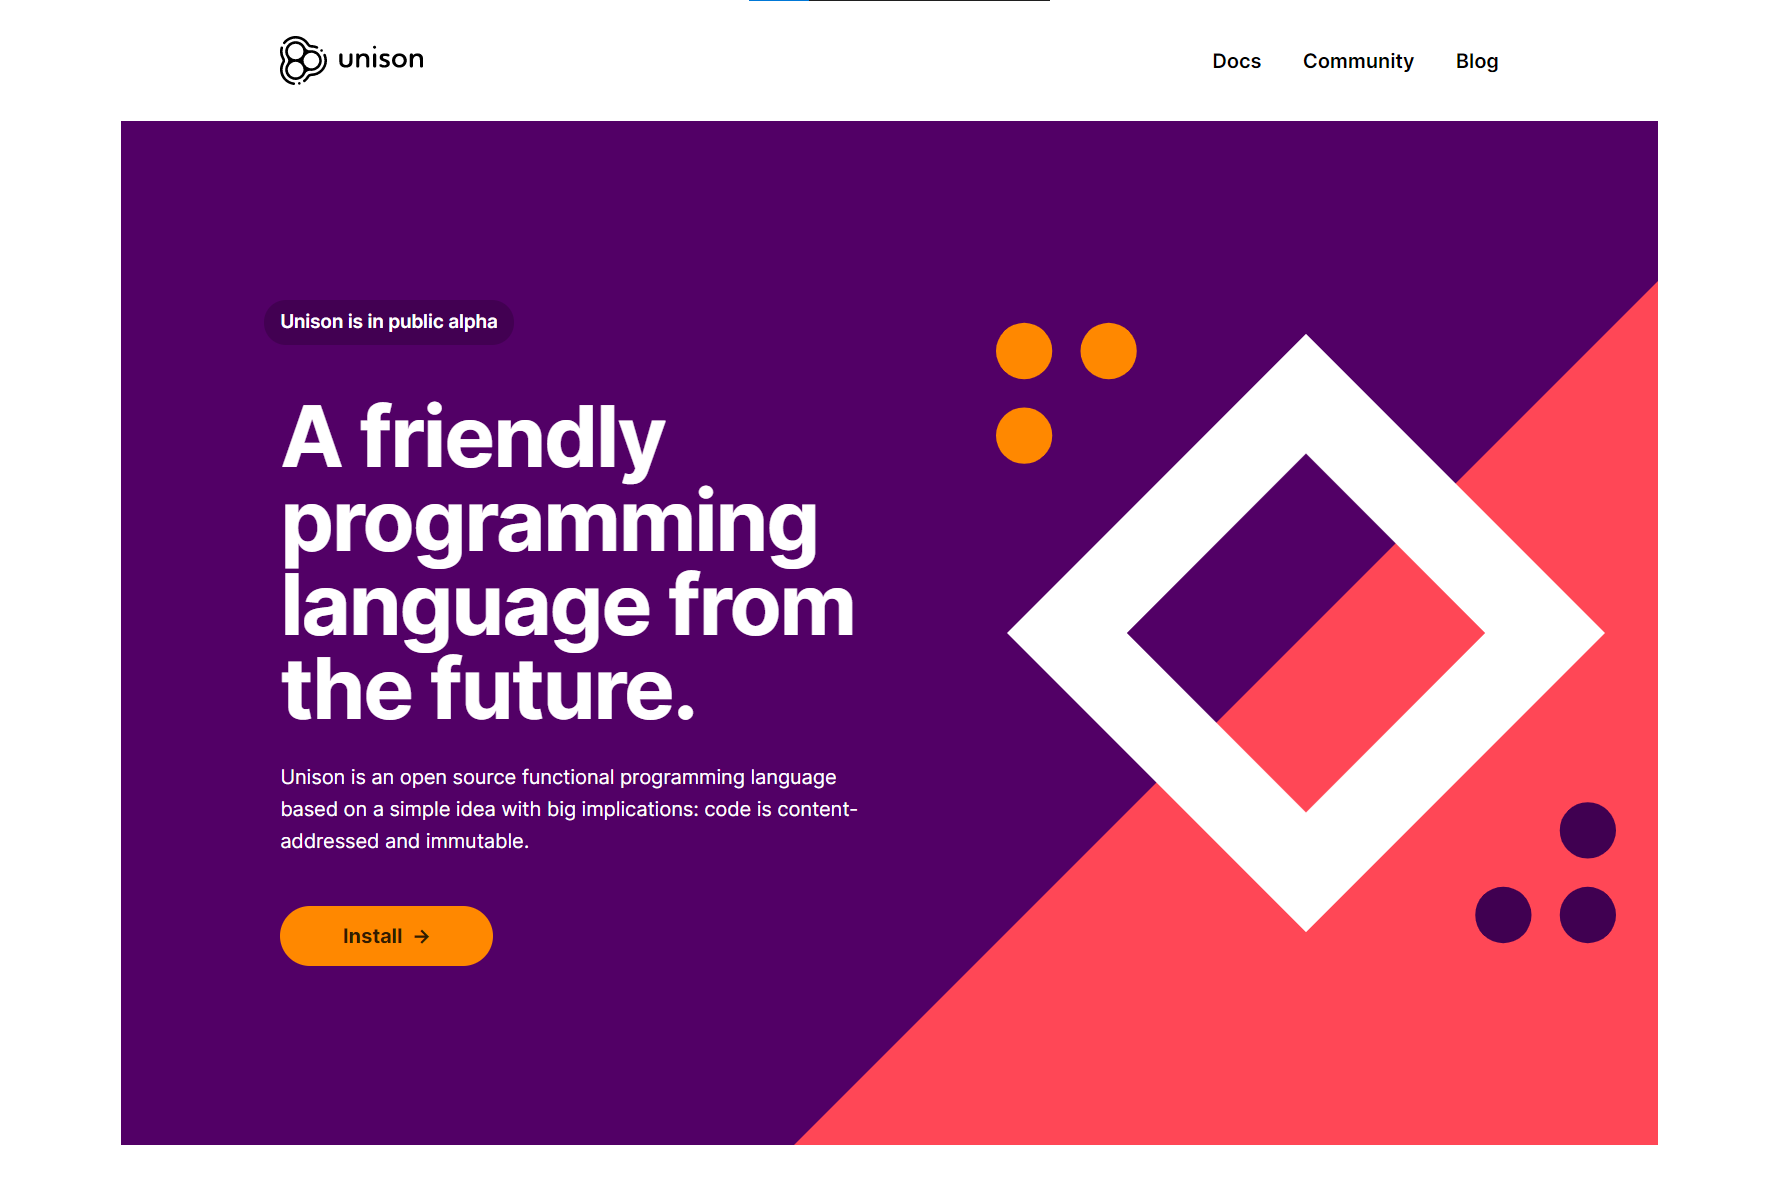 unison
Docs
Community
Blog
Unison is in public alpha
A friendly
programming
language from
the future.
Unison is an open source functional programming language
based on a simple idea with big implications: code is content-
addressed and immutable.
Install →